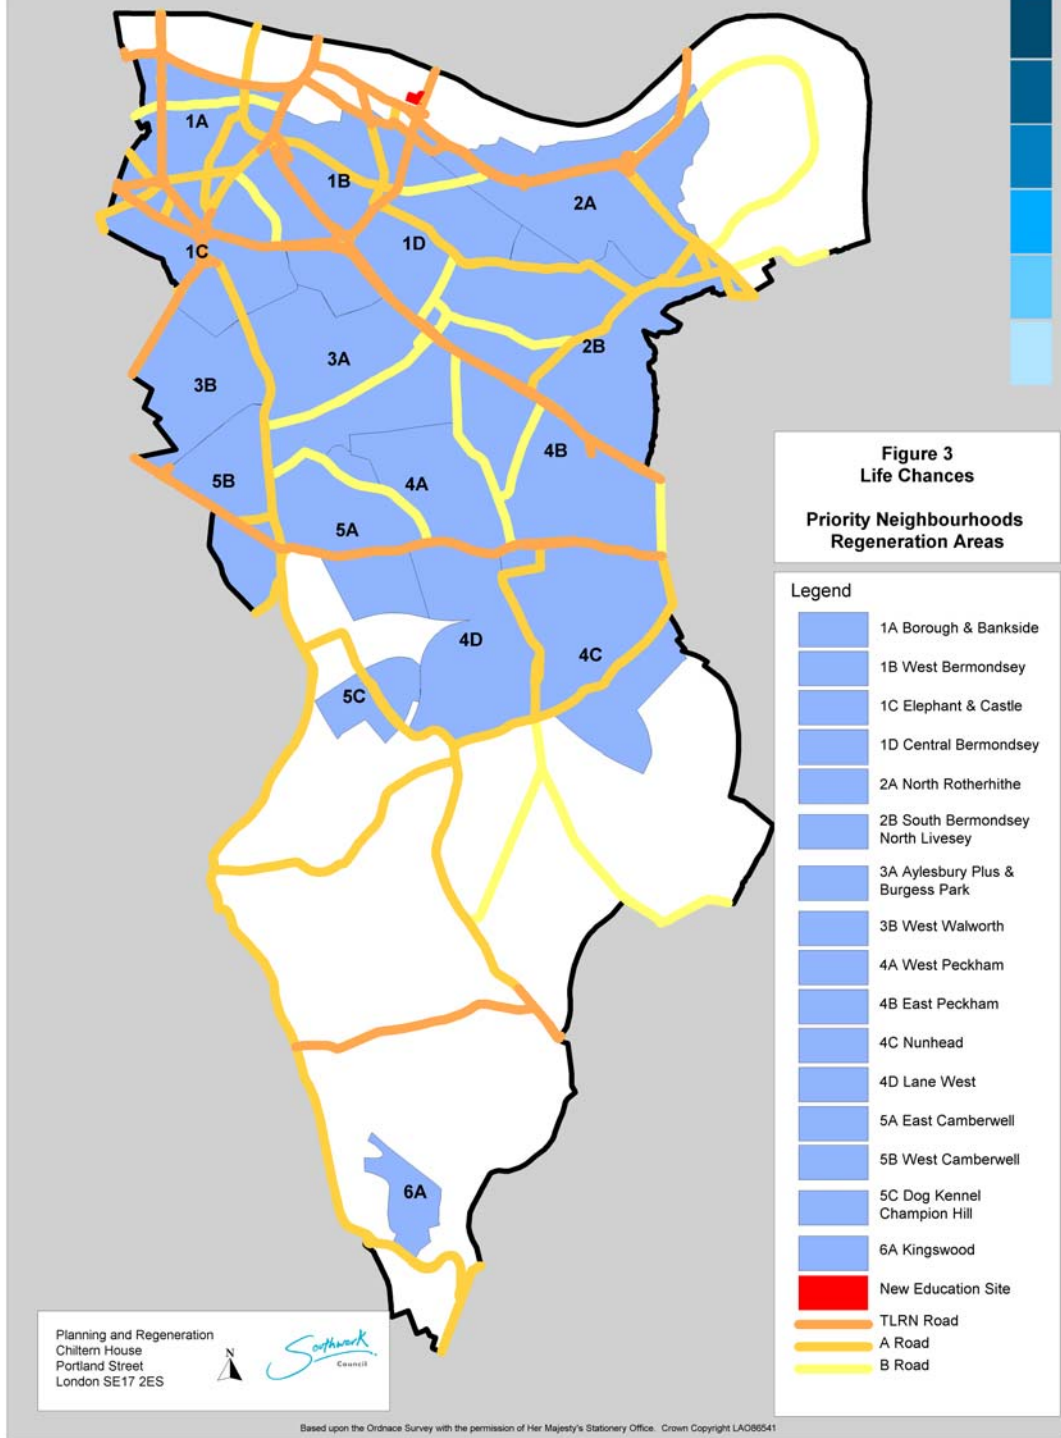 1A
1B
2A
1D
1C
2B
3A
3B
4B
5B
4A
5A
4D
4C
5C
6A
Figure 3
Life Chances
Priority Neighbourhoods
Regeneration Areas
Legend
1A Borough & Bankside
1B West Bermondsey
1C Elephant & Castle
1D Central Bermondsey
2A North Rotherhithe
2B South Bermondsey
North Livesey
3A Aylesbury Plus &
Burgess Park
3B West Walworth
4A West Peckham
4B East Peckham
4C Nunhead
4D Lane West
5A East Camberwell
5B West Camberwell
5C Dog Kennel
Champion Hill
6A Kingswood
New Education Site
TLRN Road
A Road
B Road
Planning and Regeneration
Chiltern House
Portland Street
London SE17 2ES
N
Southwark
Council
Based upon the Ordnace Survey with the permission of Her Majesty's Stationery Office. Crown Copyright LAO86541